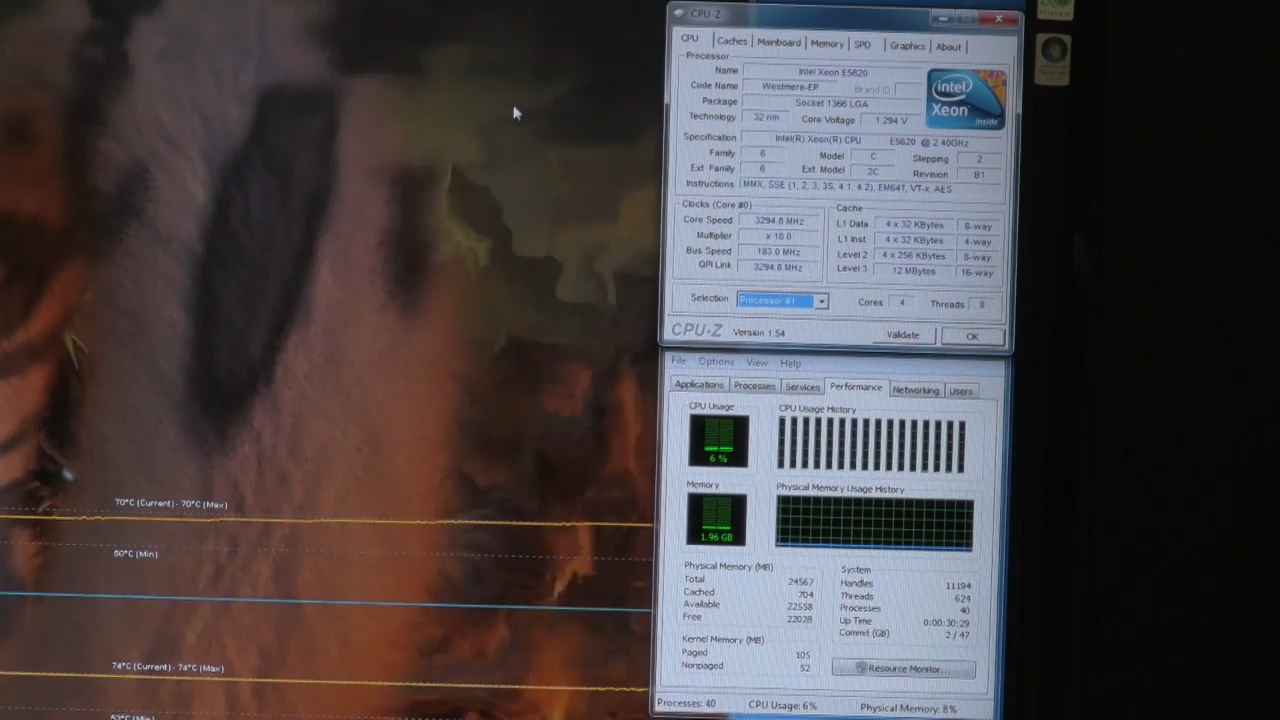 CPU-Z
CPU Caches Mainboard Memory SPD Graphics About
Processor
Name Intel Xeon E5620
Code Name Westmere-EP Brand ID
Package Socket 1366 LGA
Technology 32 nm Core Voltage 1.294 V
intel Xeon inside
Specification Intel(R) Xeon(R) CPU E5620 @ 2.40GHz
Family 6 Model C Stepping 2
Ext. Family 6 Ext. Model 2C Revision B1
Instructions MMX, SSE (1, 2, 3, 3S, 4.1, 4.2), EM64T, VT-x, AES
Clocks (Core #0) Cache
Core Speed 3294.8 MHz L1 Data 4 x 32 KBytes 8-way
Multiplier x 18.0 L1 Inst. 4 x 32 KBytes 4-way
Bus Speed 183.0 MHz Level 2 4 x 256 KBytes 8-way
QPI Link 3294.8 MHz Level 3 12 MBytes 16-way
Selection Processor #1 Cores 4 Threads 8
CPU-Z Version 1.54 Validate OK
File Options View Help
Applications Processes Services Performance Networking Users
CPU Usage CPU Usage History
6 %
Memory Physical Memory Usage History
1.96 GB
Physical Memory (MB) System
Total 24567 Handles 11194
Cached 704 Threads 624
Available 22558 Processes 40
Free 22028 Up Time 0:00:30:29
Commit (GB) 2 / 47
Kernel Memory (MB)
Paged 105
Nonpaged 52
Resource Monitor...
Processes: 40 CPU Usage: 6% Physical Memory: 8%
70°C (Current) - 70°C (Max)
60°C (Min)
74°C (Current) - 74°C (Max)